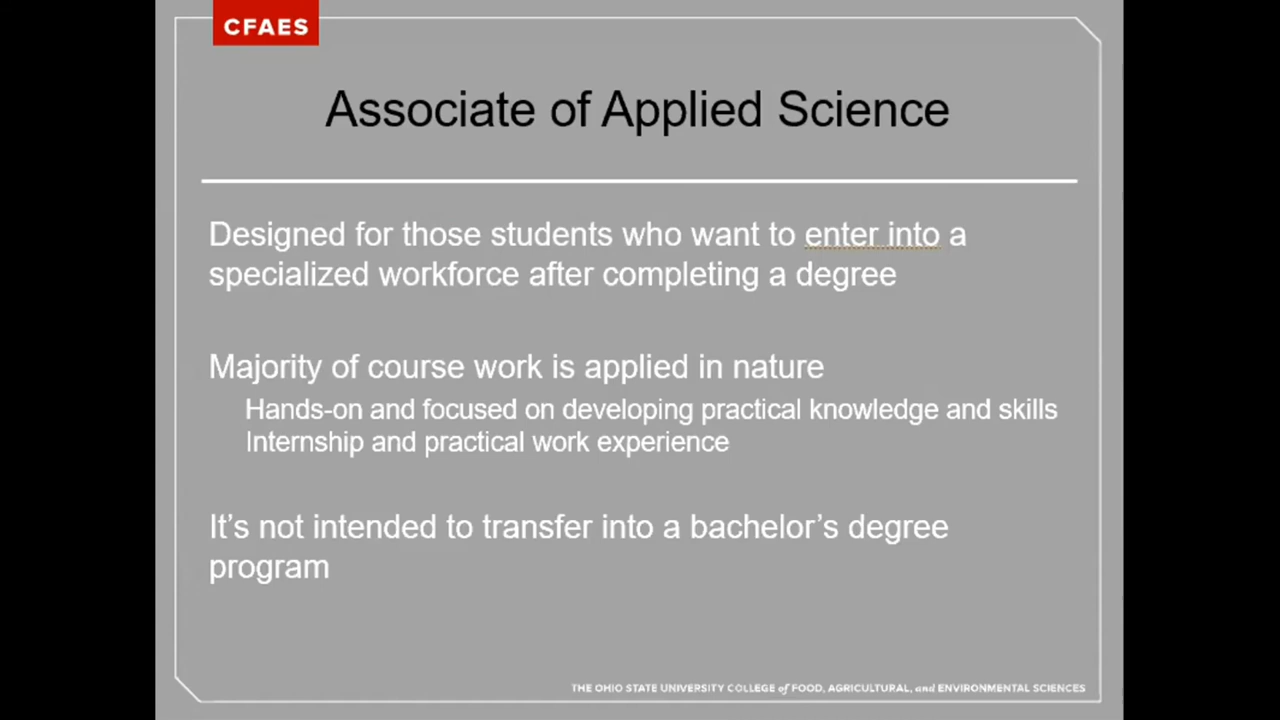 CFAES
Associate of Applied Science
Designed for those students who want to enter into a
specialized workforce after completing a degree
Majority of course work is applied in nature
Hands-on and focused on developing practical knowledge and skills
Internship and practical work experience
It’s not intended to transfer into a bachelor’s degree
program
THE OHIO STATE UNIVERSITY COLLEGE of FOOD, AGRICULTURAL, and ENVIRONMENTAL SCIENCES